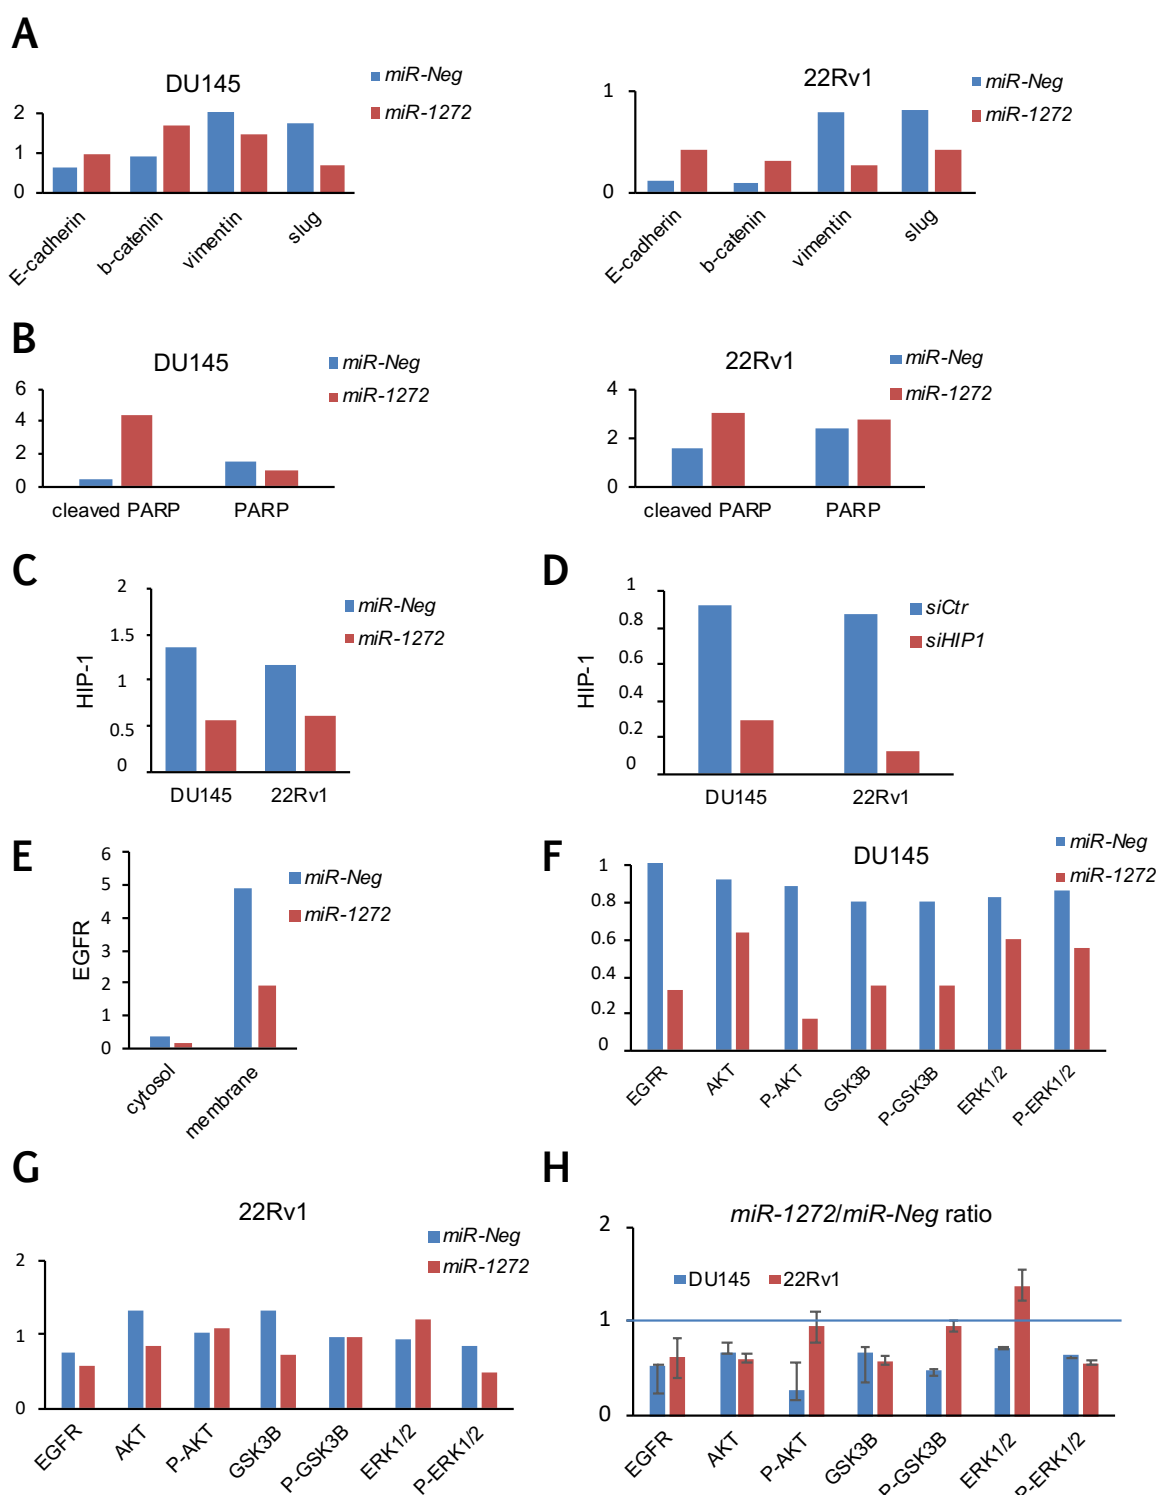 A
DU145
miR-Neg
miR-1272
2
1
0
E-cadherin
b-catenin
vimentin
slug
22Rv1
miR-Neg
miR-1272
1
0
E-cadherin
b-catenin
vimentin
slug
B
DU145
miR-Neg
miR-1272
6
4
2
0
cleaved PARP
PARP
22Rv1
miR-Neg
miR-1272
4
2
0
cleaved PARP
PARP
C
HIP-1
2
1.5
1
0.5
0
miR-Neg
miR-1272
DU145
22Rv1
D
HIP-1
1
0.8
0.6
0.4
0.2
0
siCtr
siHIP1
DU145
22Rv1
E
EGFR
6
5
4
3
2
1
0
miR-Neg
miR-1272
cytosol
membrane
F
DU145
miR-Neg
miR-1272
1
0.8
0.6
0.4
0.2
0
EGFR
AKT
P-AKT
GSK3B
P-GSK3B
ERK1/2
P-ERK1/2
G
22Rv1
miR-Neg
miR-1272
2
1
0
EGFR
AKT
P-AKT
GSK3B
P-GSK3B
ERK1/2
P-ERK1/2
H
miR-1272/miR-Neg ratio
DU145
22Rv1
2
1
0
EGFR
AKT
P-AKT
GSK3B
P-GSK3B
ERK1/2
P-ERK1/2